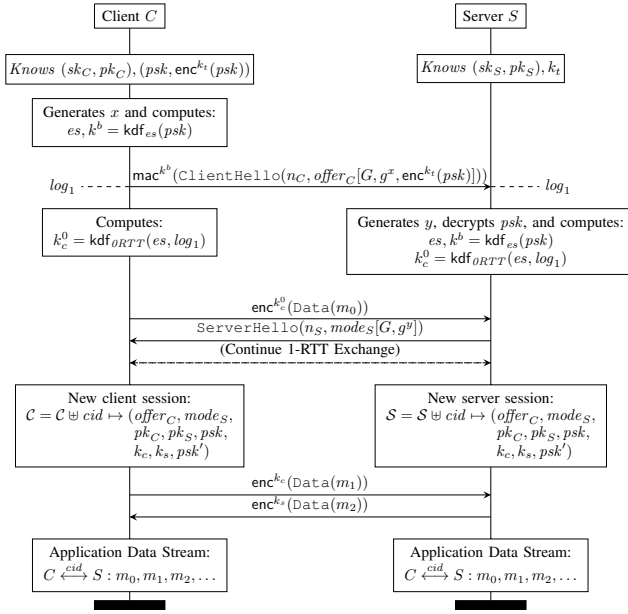 Client C
Server S
Knows (sk_C, pk_C), (psk, enc^{k_t}(psk))
Knows (sk_S, pk_S), k_t
Generates x and computes:
es, k^b = kdf_{es}(psk)
mac^{k^b}(ClientHello(n_C, offer_C[G, g^x, enc^{k_t}(psk)]))
log_1
log_1
Computes:
k_c^0 = kdf_{0RTT}(es, log_1)
Generates y, decrypts psk, and computes:
es, k^b = kdf_{es}(psk)
k_c^0 = kdf_{0RTT}(es, log_1)
enc^{k_c^0}(Data(m_0))
ServerHello(n_S, mode_S[G, g^y])
(Continue 1-RTT Exchange)
New client session:
𝒞 = 𝒞 ⊎ cid ↦ (offer_C, mode_S,
pk_C, pk_S, psk,
k_c, k_s, psk′)
New server session:
𝒮 = 𝒮 ⊎ cid ↦ (offer_C, mode_S,
pk_C, pk_S, psk,
k_c, k_s, psk′)
enc^{k_c}(Data(m_1))
enc^{k_s}(Data(m_2))
Application Data Stream:
C ⟷^{cid} S : m_0, m_1, m_2, . . .
Application Data Stream:
C ⟷^{cid} S : m_0, m_1, m_2, . . .